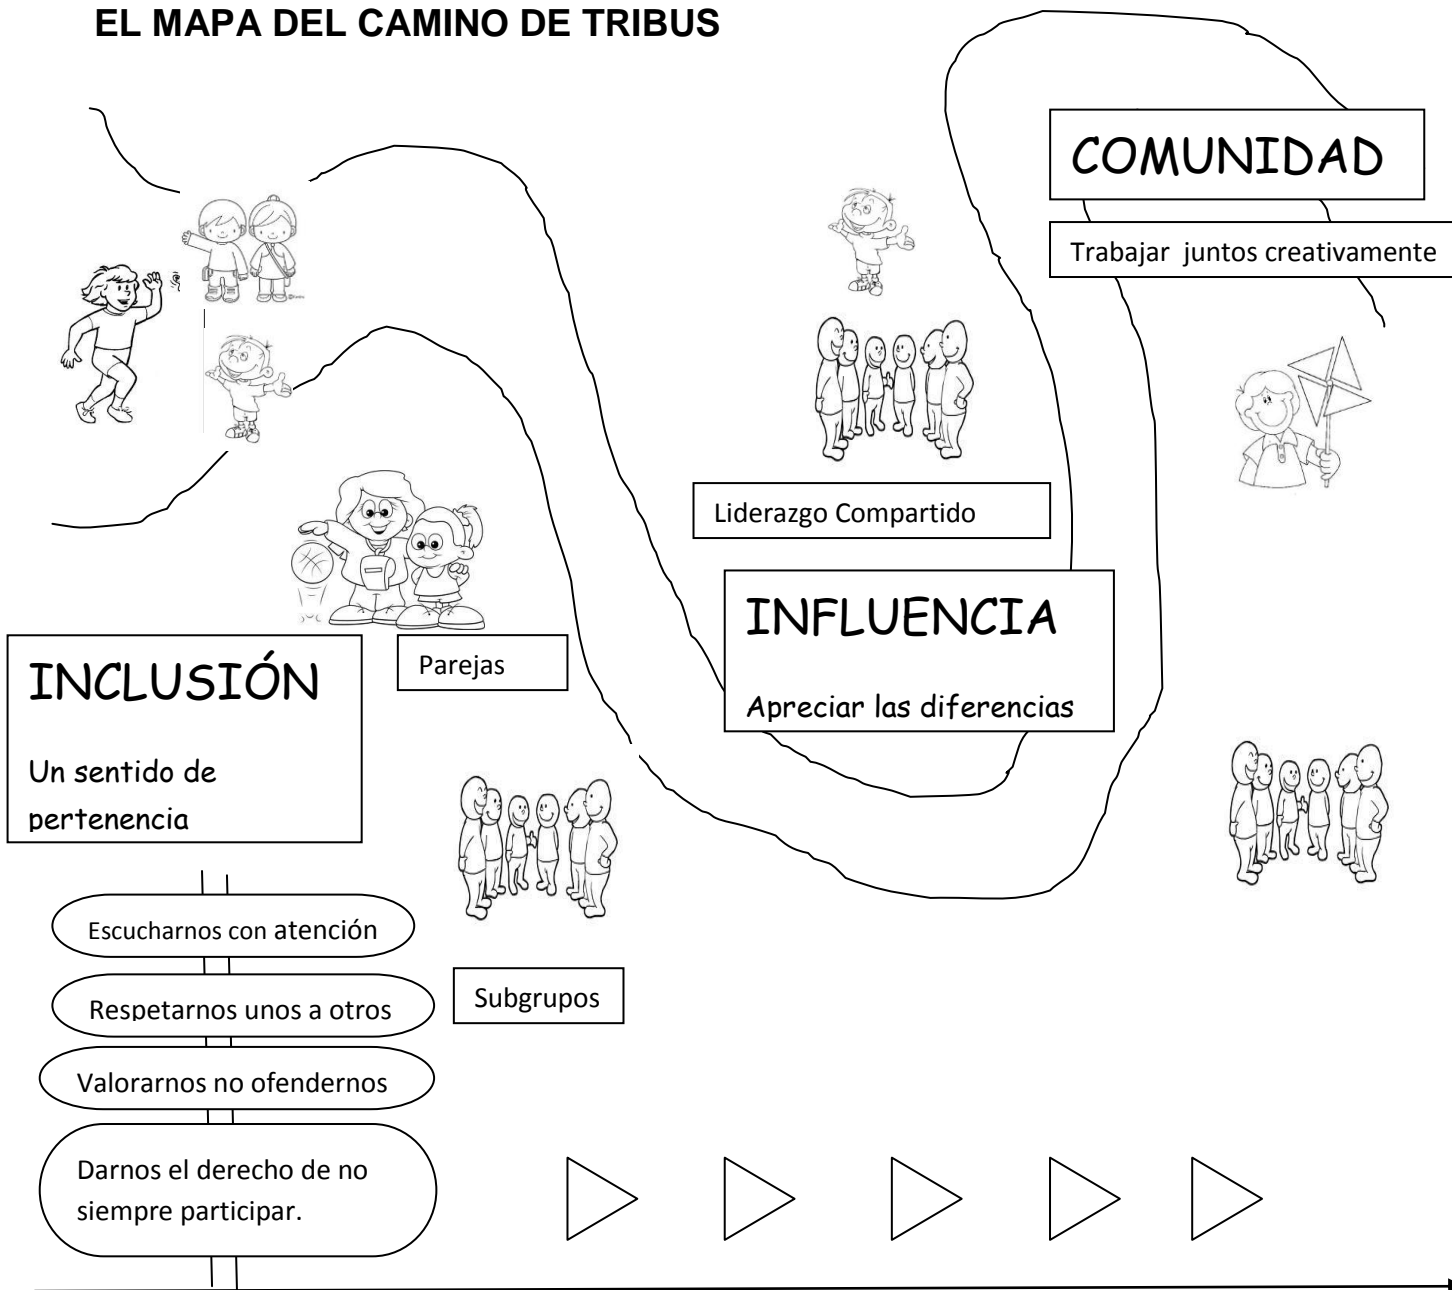 EL MAPA DEL CAMINO DE TRIBUS
COMUNIDAD
Trabajar juntos creativamente
Liderazgo Compartido
INFLUENCIA
Apreciar las diferencias
Parejas
INCLUSIÓN
Un sentido de
pertenencia
Escucharnos con atención
Respetarnos unos a otros
Subgrupos
Valorarnos no ofendernos
Darnos el derecho de no
siempre participar.